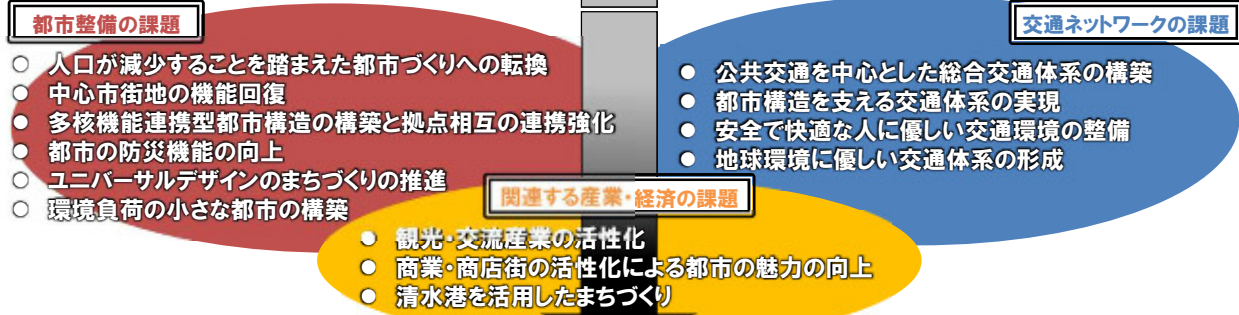 都市整備の課題
○ 人口が減少することを踏まえた都市づくりへの転換
○ 中心市街地の機能回復
● 多核機能連携型都市構造の構築と拠点相互の連携強化
● 都市の防災機能の向上
○ ユニバーサルデザインのまちづくりの推進
○ 環境負荷の小さな都市の構築
交通ネットワークの課題
● 公共交通を中心とした総合交通体系の構築
● 都市構造を支える交通体系の実現
● 安全で快適な人に優しい交通環境の整備
● 地球環境に優しい交通体系の形成
関連する産業・経済の課題
● 観光・交流産業の活性化
● 商業・商店街の活性化による都市の魅力の向上
● 清水港を活用したまちづくり